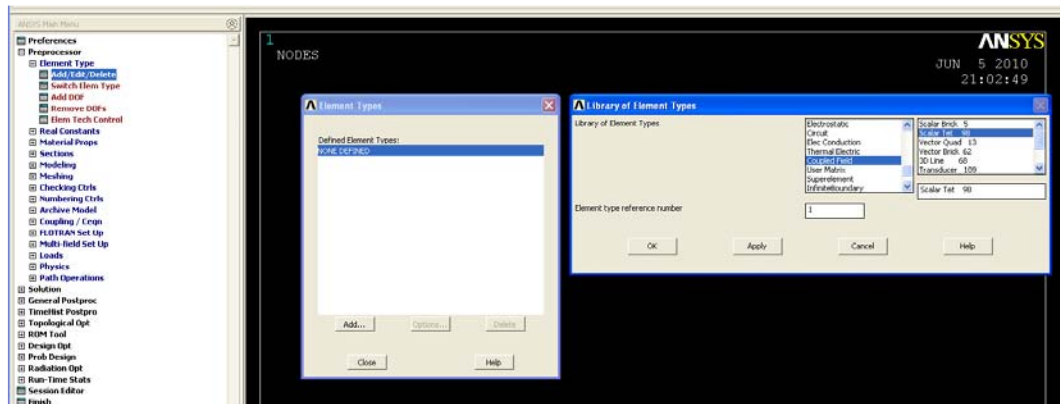 ANSYS Main Menu
Preferences
Preprocessor
Element Type
Add/Edit/Delete
Switch Elem Type
Add DOF
Remove DOFs
Elem Tech Control
Real Constants
Material Props
Sections
Modeling
Meshing
Checking Ctrls
Numbering Ctrls
Archive Model
Coupling / Ceqn
FLOTRAN Set Up
Multi-field Set Up
Loads
Physics
Path Operations
Solution
General Postproc
TimeHist Postpro
Topological Opt
ROM Tool
Design Opt
Prob Design
Radiation Opt
Run-Time Stats
Session Editor
Finish
1
NODES
ANSYS
JUN 5 2010
21:02:49
Element Types
Defined Element Types:
NONE DEFINED
Add...
Options...
Delete
Close
Help
Library of Element Types
Library of Element Types
Electrostatic
Circuit
Elec Conduction
Thermal Electric
Coupled Field
User Matrix
Superelement
InfiniteBoundary
Scalar Brick 5
Scalar Tet 98
Vector Quad 13
Vector Brick 62
3D Line 68
Transducer 109
Scalar Tet 98
Element type reference number
1
OK
Apply
Cancel
Help